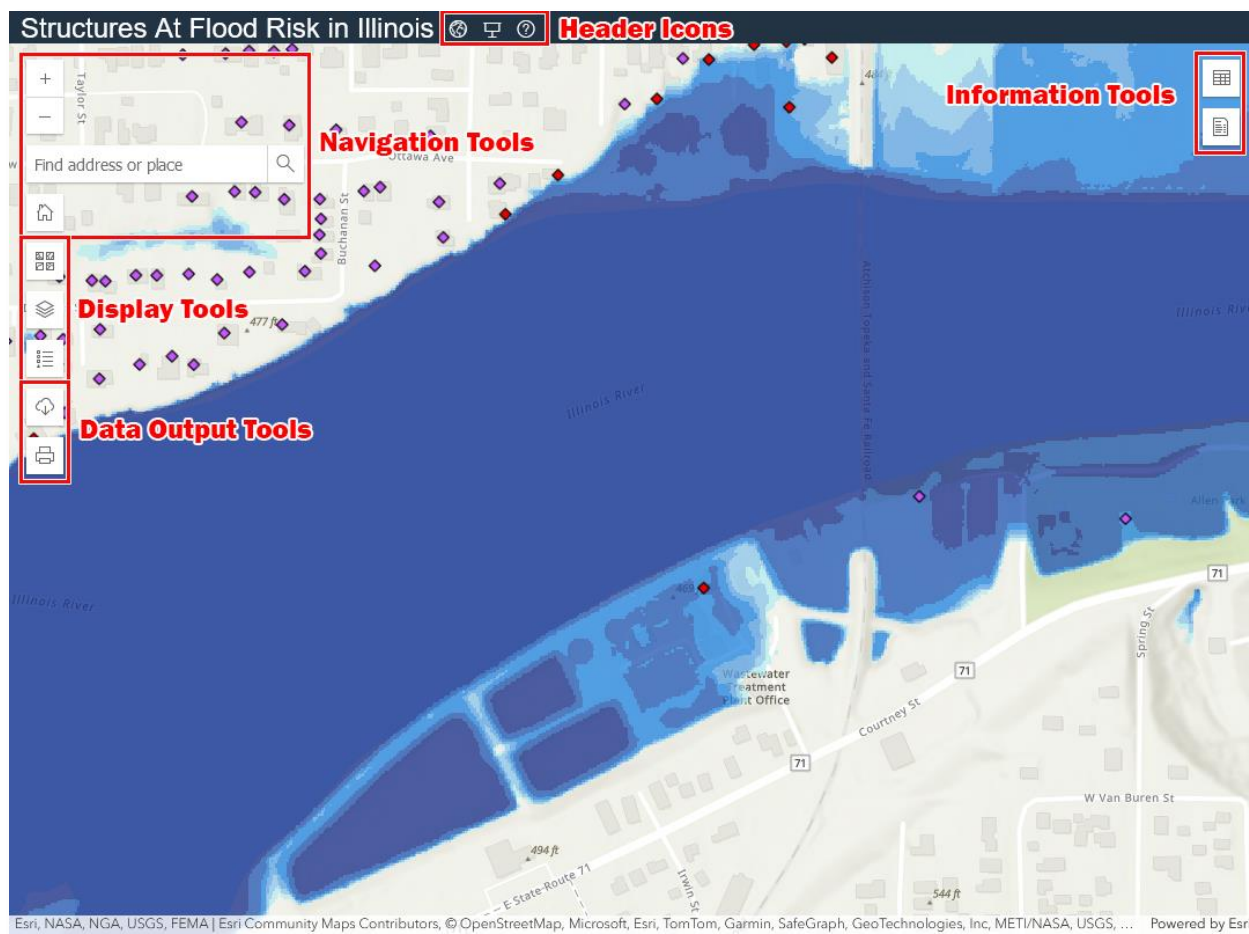 Structures At Flood Risk in Illinois
Header Icons
Taylor St
Information Tools
Navigation Tools
Find address or place
Ottawa Ave
Buchanan St
Display Tools
477 ft
Illinois River
Atchison Topeka and Santa Fe Railroad
Data Output Tools
Illinois River
Allen Park
469
71
Illinois River
Spring St
Wastewater
Treatment
Plant Office
71
Courtney St
71
W Van Buren St
494 ft
E State-Route 71
Irwin St
544 ft
Esri, NASA, NGA, USGS, FEMA | Esri Community Maps Contributors, © OpenStreetMap, Microsoft, Esri, TomTom, Garmin, SafeGraph, GeoTechnologies, Inc, METI/NASA, USGS, ... Powered by Esri